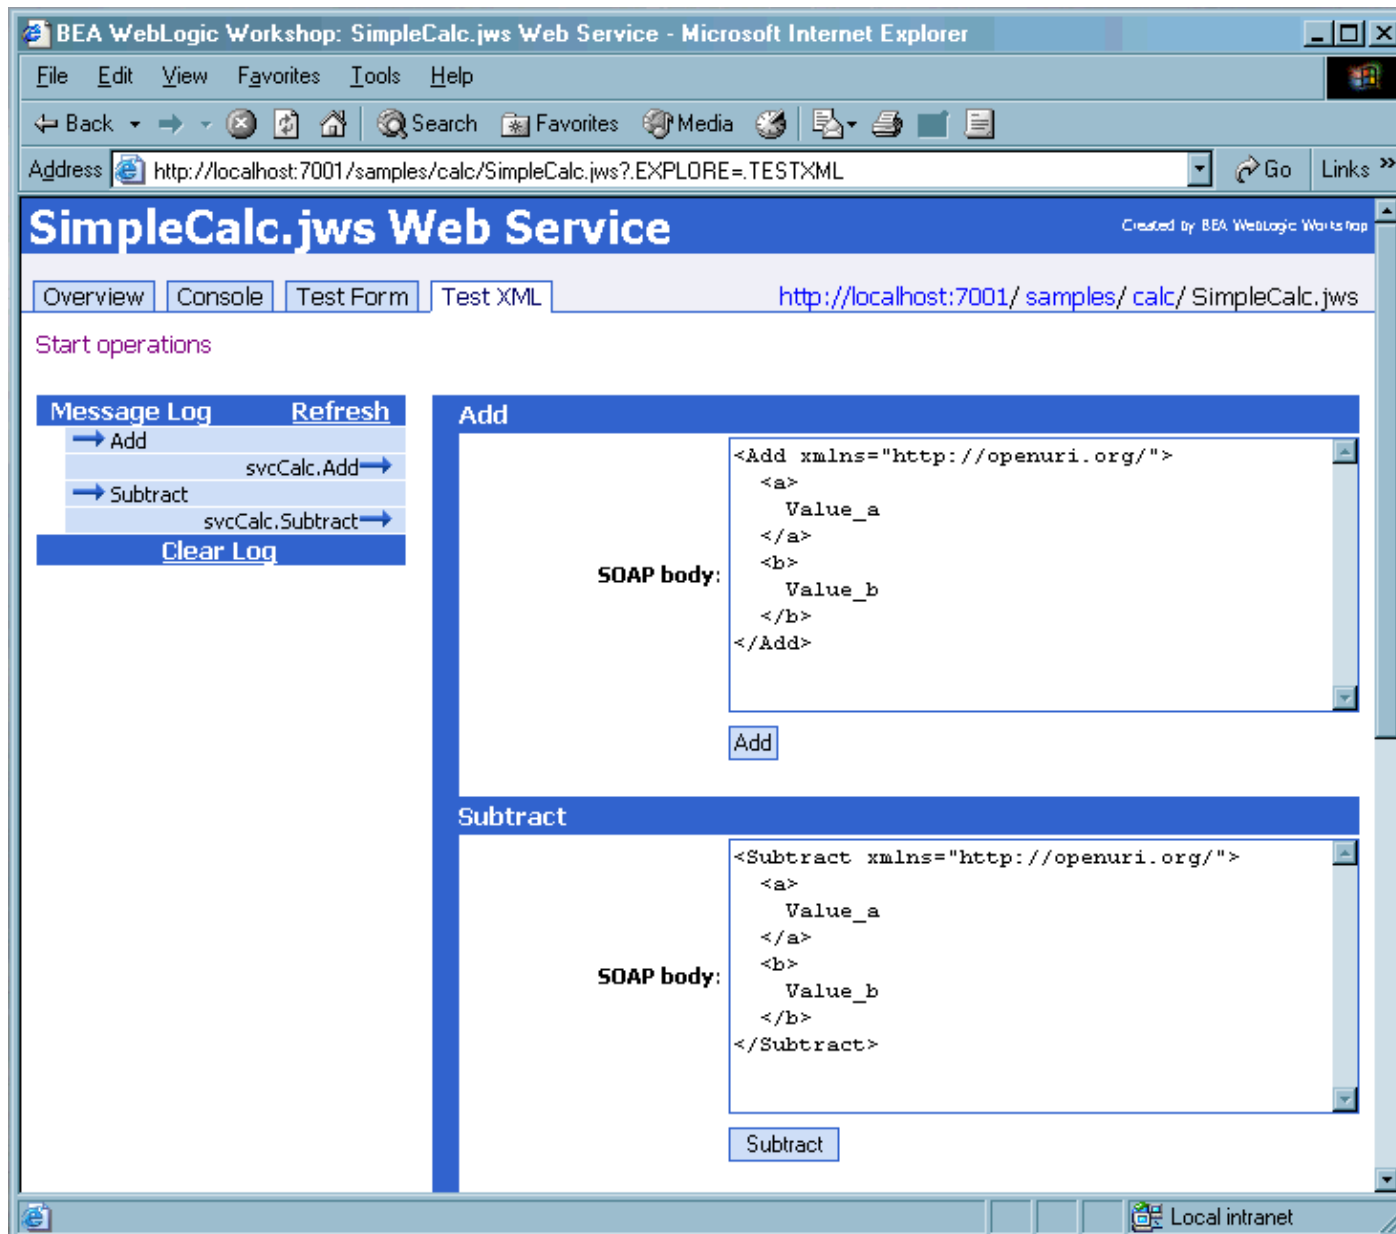 BEA WebLogic Workshop: SimpleCalc.jws Web Service - Microsoft Internet Explorer
File Edit View Favorites Tools Help
Back Search Favorites Media
Address http://localhost:7001/samples/calc/SimpleCalc.jws?.EXPLORE=.TESTXML Go Links »
SimpleCalc.jws Web Service Created by BEA WebLogic Workshop
Overview Console Test Form Test XML http://localhost:7001/ samples/ calc/ SimpleCalc.jws
Start operations
Message Log Refresh
Add
svcCalc.Add
Subtract
svcCalc.Subtract
Clear Log
Add
SOAP body:
<Add xmlns="http://openuri.org/">
<a>
Value_a
</a>
<b>
Value_b
</b>
</Add>
Add
Subtract
SOAP body:
<Subtract xmlns="http://openuri.org/">
<a>
Value_a
</a>
<b>
Value_b
</b>
</Subtract>
Subtract
Local intranet